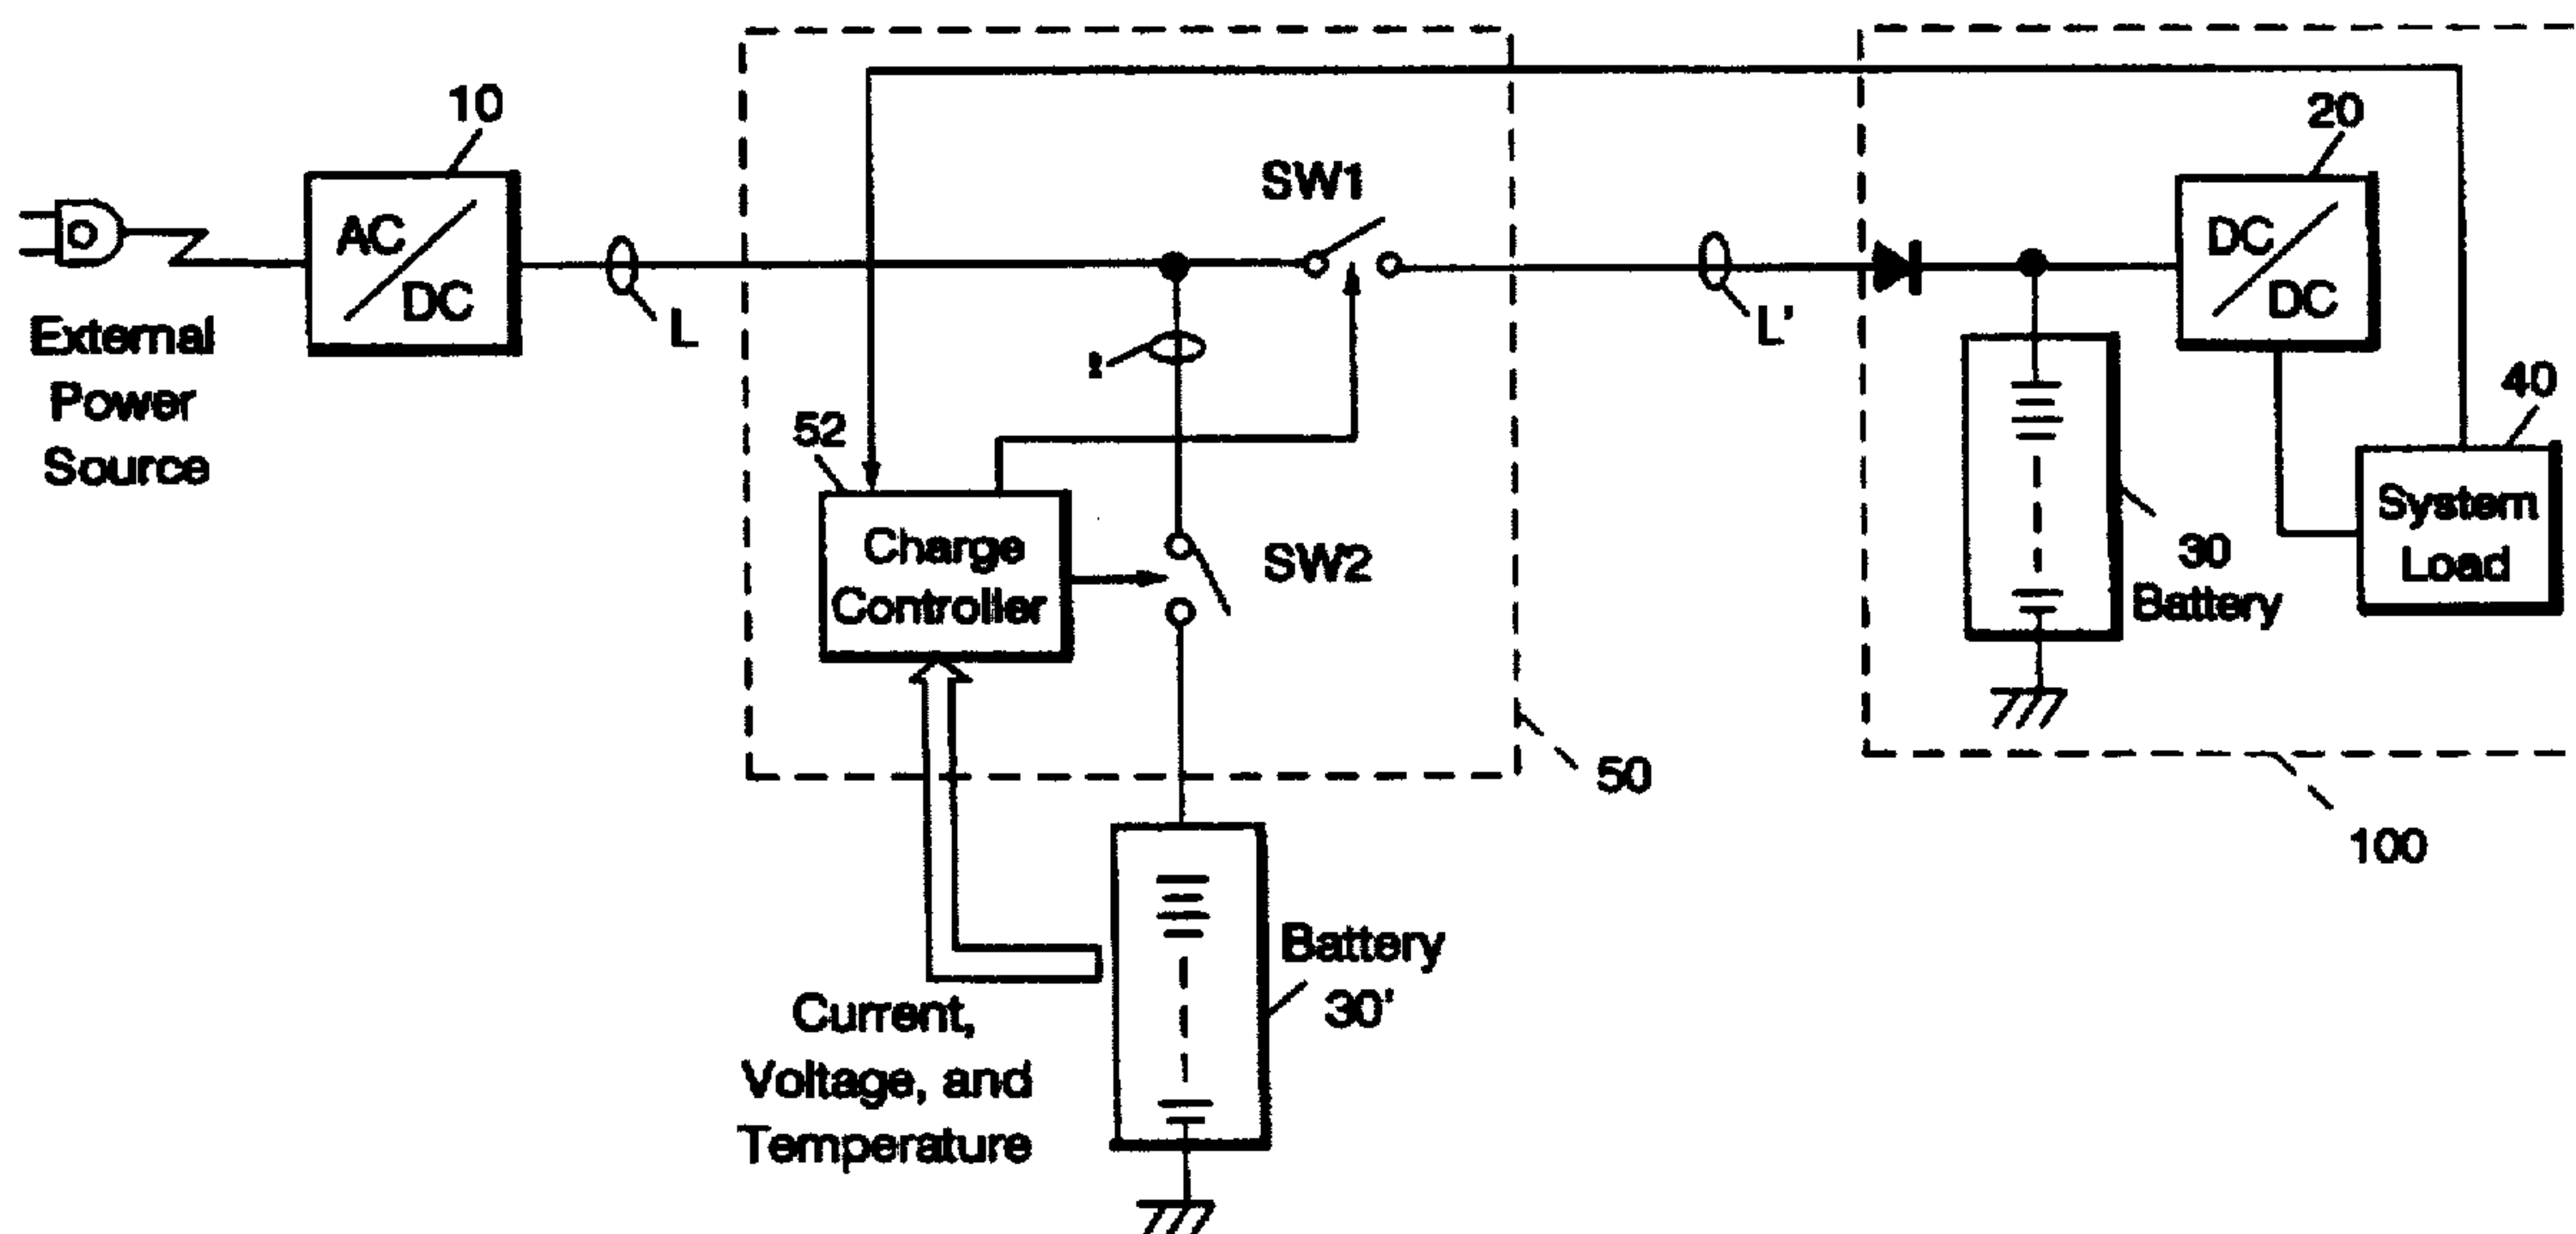 10
AC
DC
External
Power
Source
L
SW1
52
Charge
Controller
SW2
50
Current,
Voltage, and
Temperature
Battery
30'
L'
20
DC
DC
30
Battery
40
System
Load
100